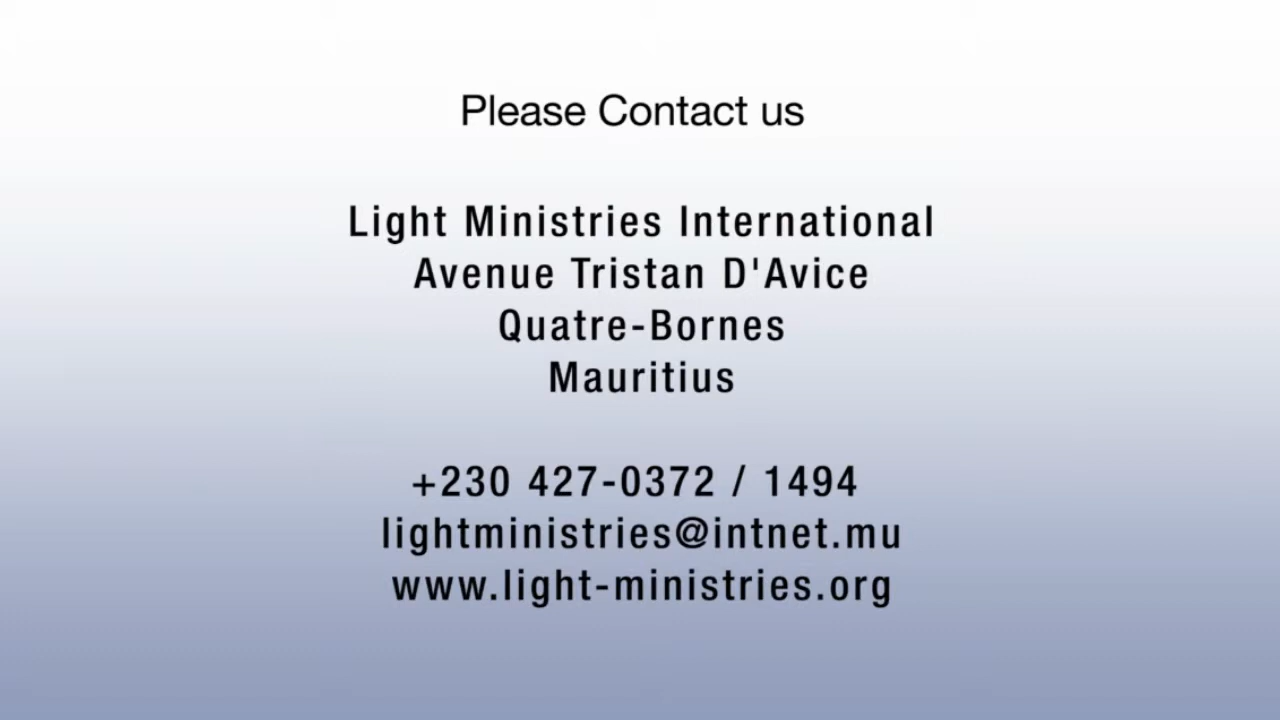 Please Contact us
Light Ministries International
Avenue Tristan D'Avice
Quatre-Bornes
Mauritius
+230 427-0372 / 1494
lightministries@intnet.mu
www.light-ministries.org